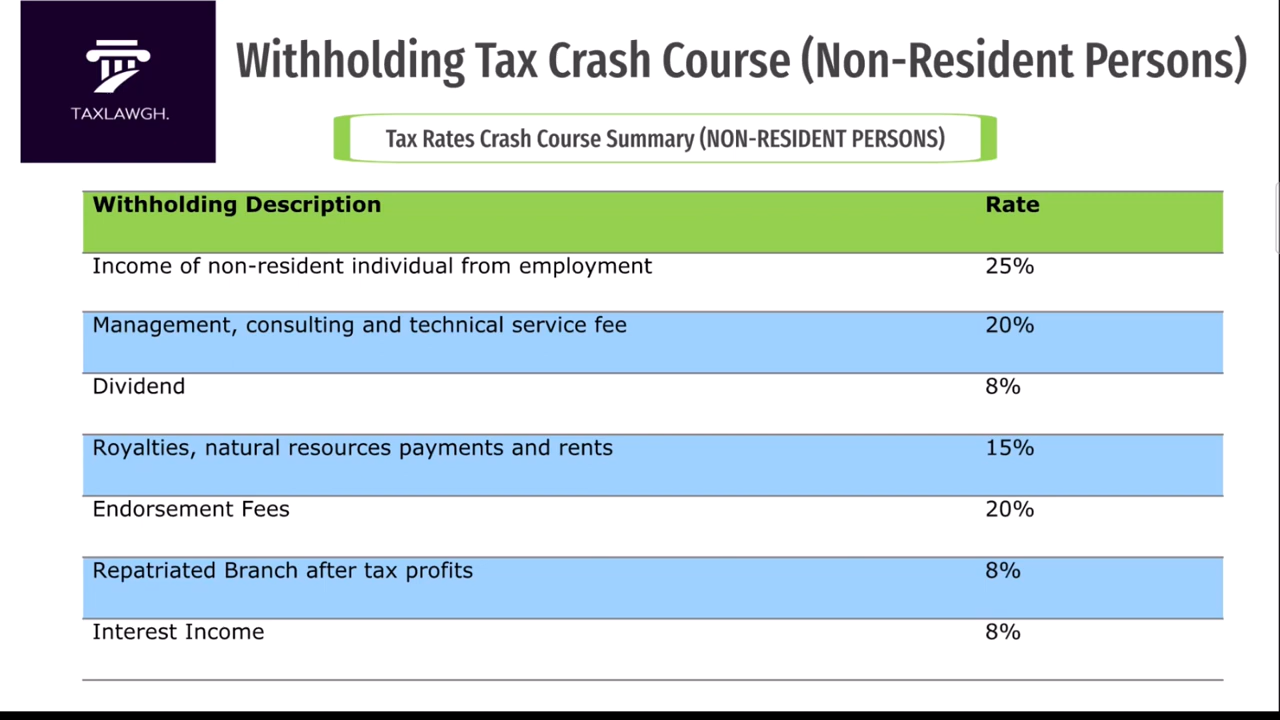 TAXLAWGH.
Withholding Tax Crash Course (Non-Resident Persons)
Tax Rates Crash Course Summary (NON-RESIDENT PERSONS)
Withholding Description Rate
Income of non-resident individual from employment 25%
Management, consulting and technical service fee 20%
Dividend 8%
Royalties, natural resources payments and rents 15%
Endorsement Fees 20%
Repatriated Branch after tax profits 8%
Interest Income 8%